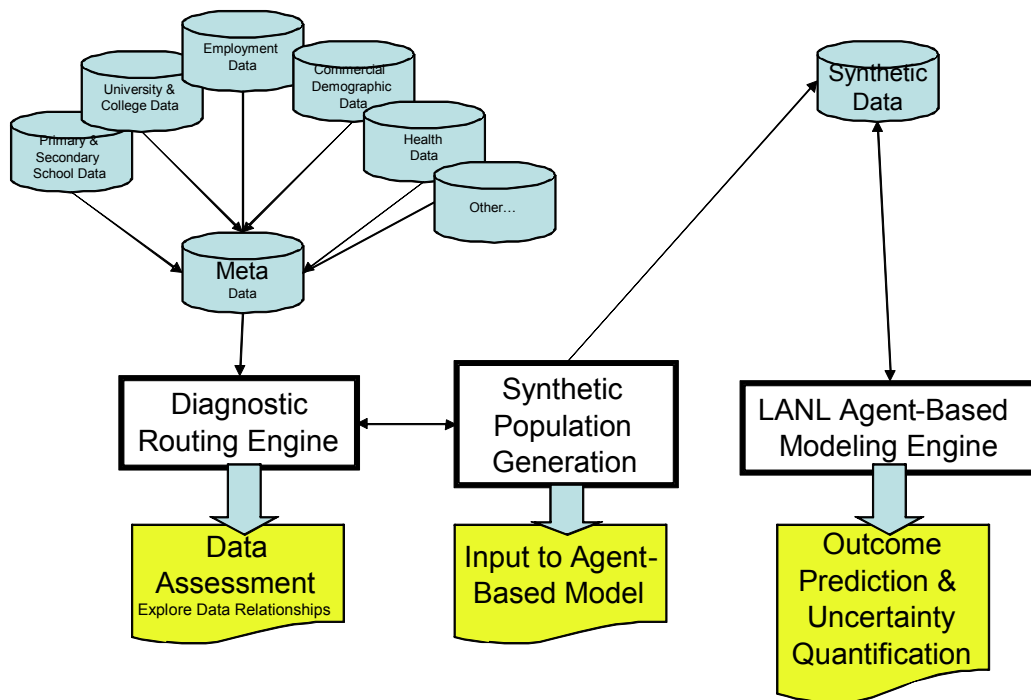 Employment
Data
University &
College Data
Commercial
Demographic
Data
Primary &
Secondary
School Data
Health
Data
Other…
Meta
Data
Synthetic
Data
Diagnostic
Routing Engine
Synthetic
Population
Generation
LANL Agent-Based
Modeling Engine
Data
Assessment
Explore Data Relationships
Input to Agent-
Based Model
Outcome
Prediction &
Uncertainty
Quantification